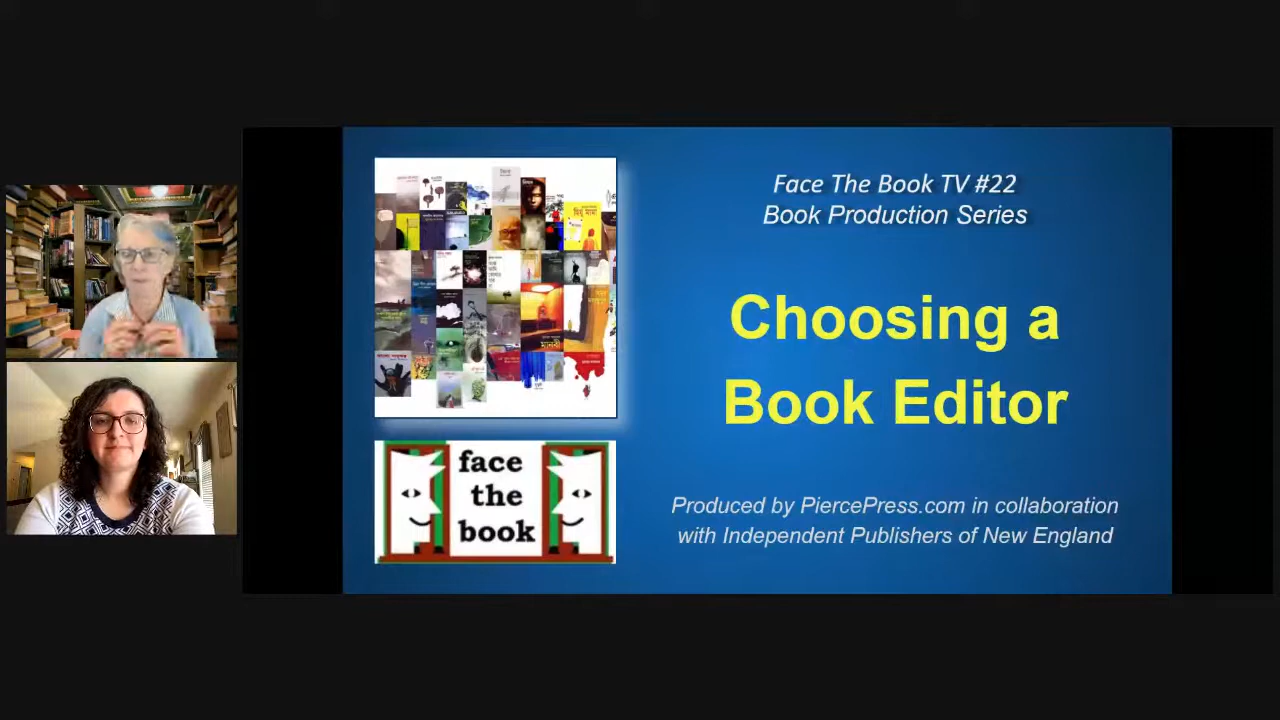 Face The Book TV #22
Book Production Series
Choosing a
Book Editor
Produced by PiercePress.com in collaboration
with Independent Publishers of New England
face
the
book